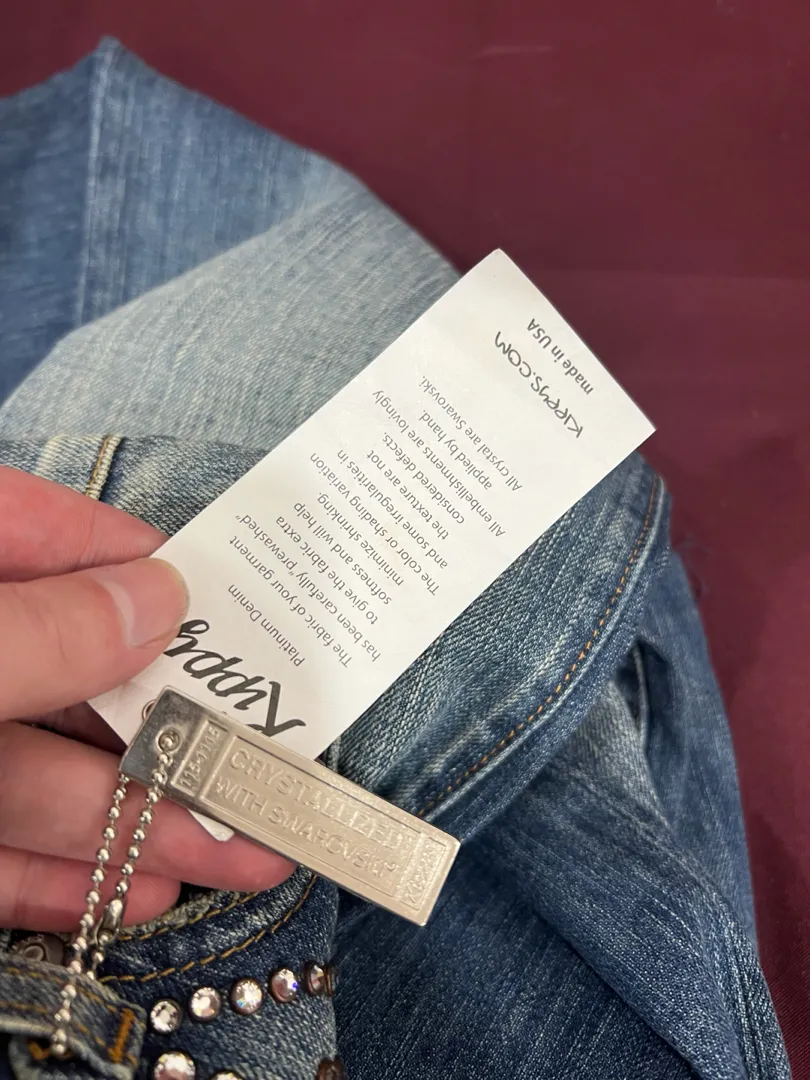 Kippys
Platinum Denim
The fabric of your garment
has been carefully "prewashed"
to give the fabric extra
softness and will help
minimize shrinking.
The color or shading variation
and some irregularities in
the texture are not
considered defects.
All embellishments are lovingly
applied by hand.
All crystal are Swarovski.
KIPPYS.COM
made in USA
CRYSTALLIZED
WITH SWAROVSKI